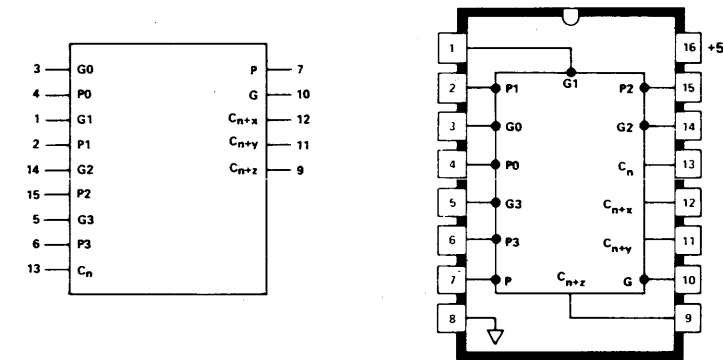 3 G0 P 7
4 P0 G 10
1 G1 Cn+x 12
2 P1 Cn+y 11
14 G2 Cn+z 9
15 P2
5 G3
6 P3
13 Cn
1 G1 16 +5
2 P1 P2 15
3 G0 G2 14
4 P0 Cn 13
5 G3 Cn+x 12
6 P3 Cn+y 11
7 P Cn+z G 10
8 9